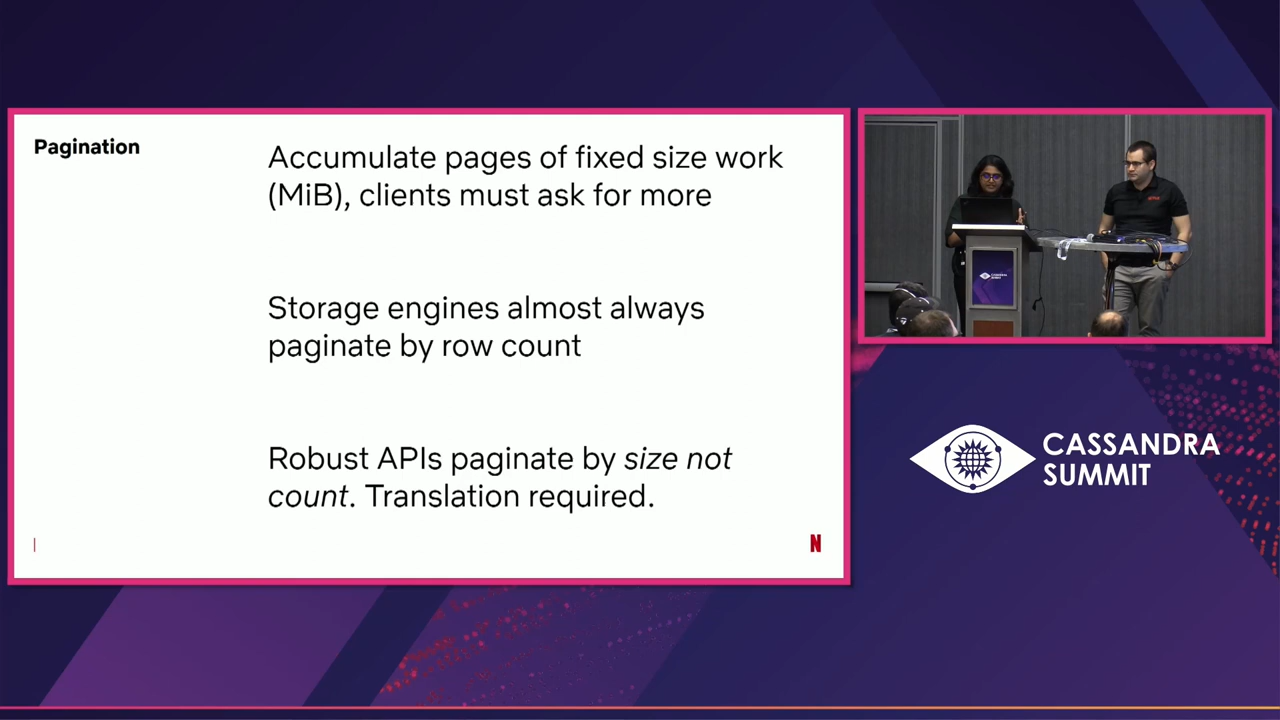 Pagination
Accumulate pages of fixed size work
(MiB), clients must ask for more
Storage engines almost always
paginate by row count
Robust APIs paginate by size not
count. Translation required.
N
CASSANDRA
SUMMIT